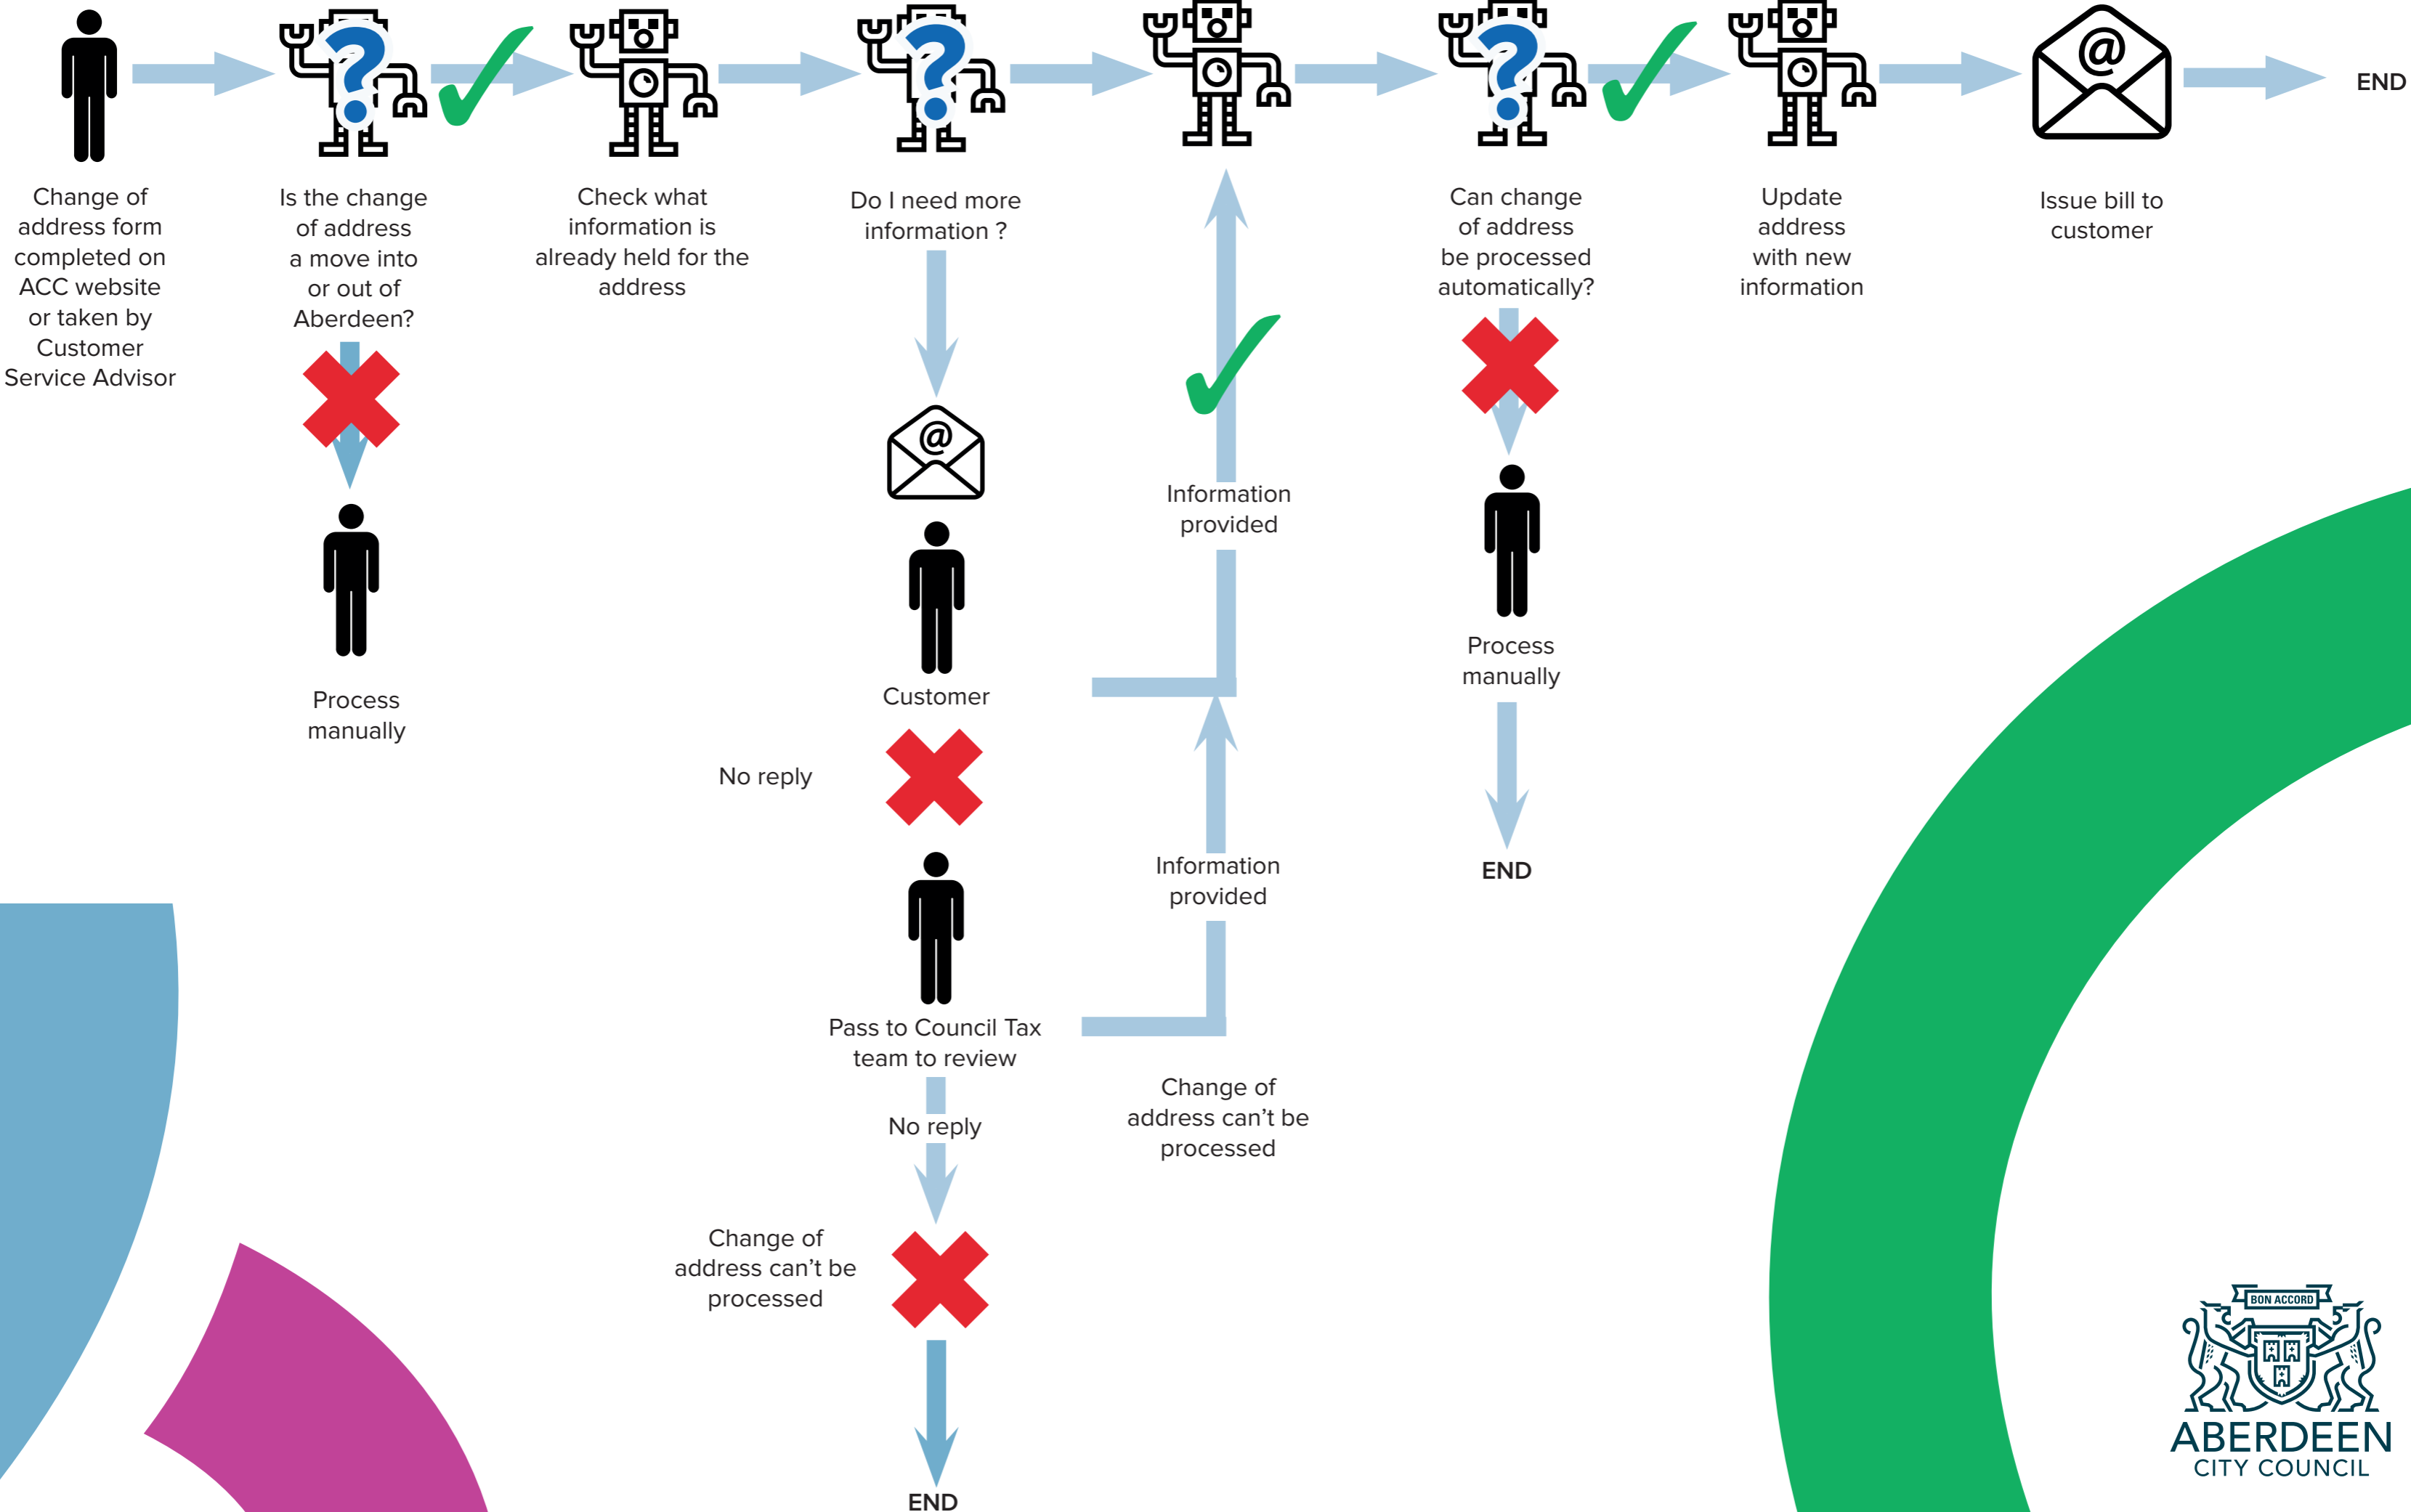 Change of
address form
completed on
ACC website
or taken by
Customer
Service Advisor
Is the change
of address
a move into
or out of
Aberdeen?
Process
manually
Check what
information is
already held for the
address
Do I need more
information ?
@
Customer
No reply
Pass to Council Tax
team to review
No reply
Change of
address can’t be
processed
END
Information
provided
Information
provided
Change of
address can’t be
processed
Can change
of address
be processed
automatically?
Process
manually
END
Update
address
with new
information
@
Issue bill to
customer
END
BON ACCORD
ABERDEEN
CITY COUNCIL